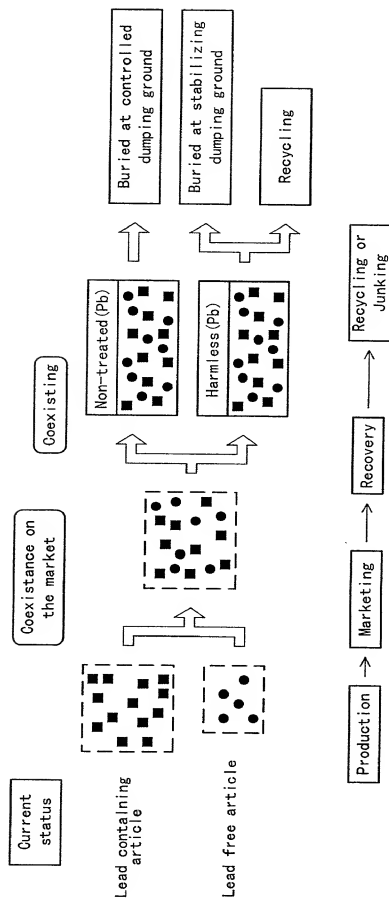 Current
status
Coexistance on
the market
Coexisting
Lead containing
article
Lead free article
Non-treated(Pb)
Harmless(Pb)
Buried at controlled
dumping ground
Buried at stabilizing
dumping ground
Recycling
Production
Marketing
Recovery
Recycling or
Junking